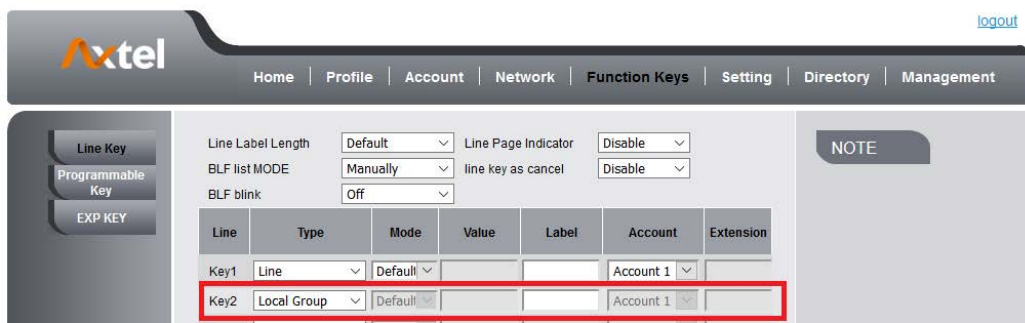 logout
Axtel
Home | Profile | Account | Network | Function Keys | Setting | Directory | Management
Line Key
Programmable Key
EXP KEY
Line Label Length Default Line Page Indicator Disable
BLF list MODE Manually line key as cancel Disable
BLF blink Off
Line Type Mode Value Label Account Extension
Key1 Line Default Account 1
Key2 Local Group Default Account 1
NOTE